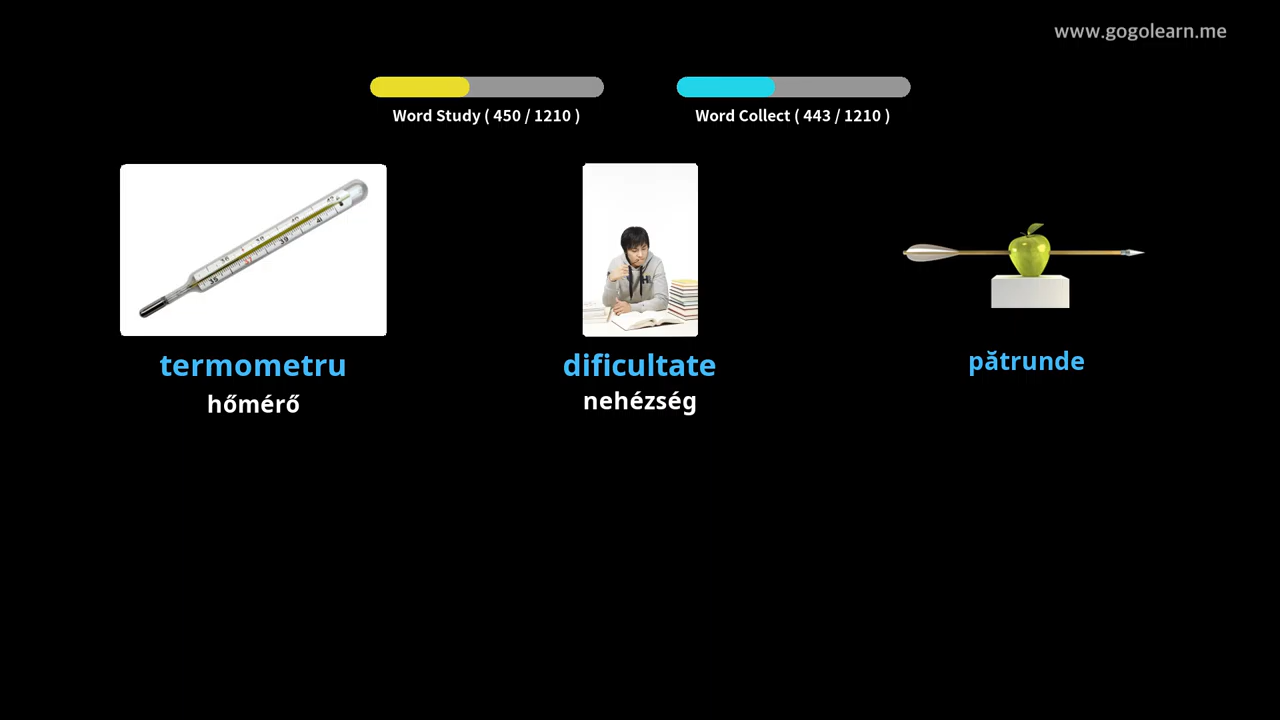 www.gogolearn.me
Word Study ( 450 / 1210 )
Word Collect ( 443 / 1210 )
termometru
hőmérő
dificultate
nehézség
pătrunde